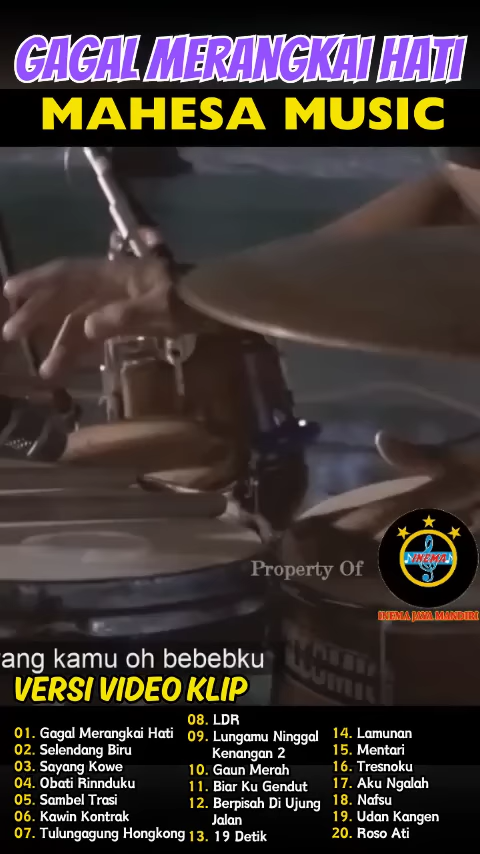 GAGAL MERANGKAI HATI
MAHESA MUSIC
Property Of
INEMA
INEMA JAYA MANDIRI
yang kamu oh bebebku
VERSI VIDEO KLIP
01. Gagal Merangkai Hati
02. Selendang Biru
03. Sayang Kowe
04. Obati Rinnduku
05. Sambel Trasi
06. Kawin Kontrak
07. Tulungagung Hongkong
08. LDR
09. Lungamu Ninggal
Kenangan 2
10. Gaun Merah
11. Biar Ku Gendut
12. Berpisah Di Ujung
Jalan
13. 19 Detik
14. Lamunan
15. Mentari
16. Tresnoku
17. Aku Ngalah
18. Nafsu
19. Udan Kangen
20. Roso Ati